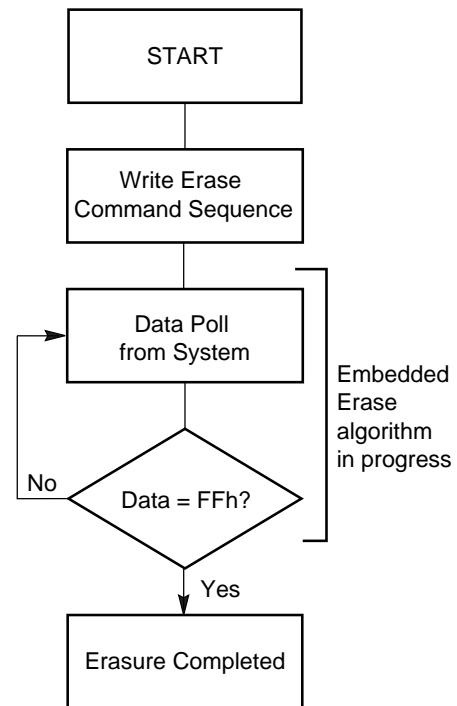 START
Write Erase
Command Sequence
Data Poll
from System
Embedded
Erase
algorithm
in progress
No
Data = FFh?
Yes
Erasure Completed